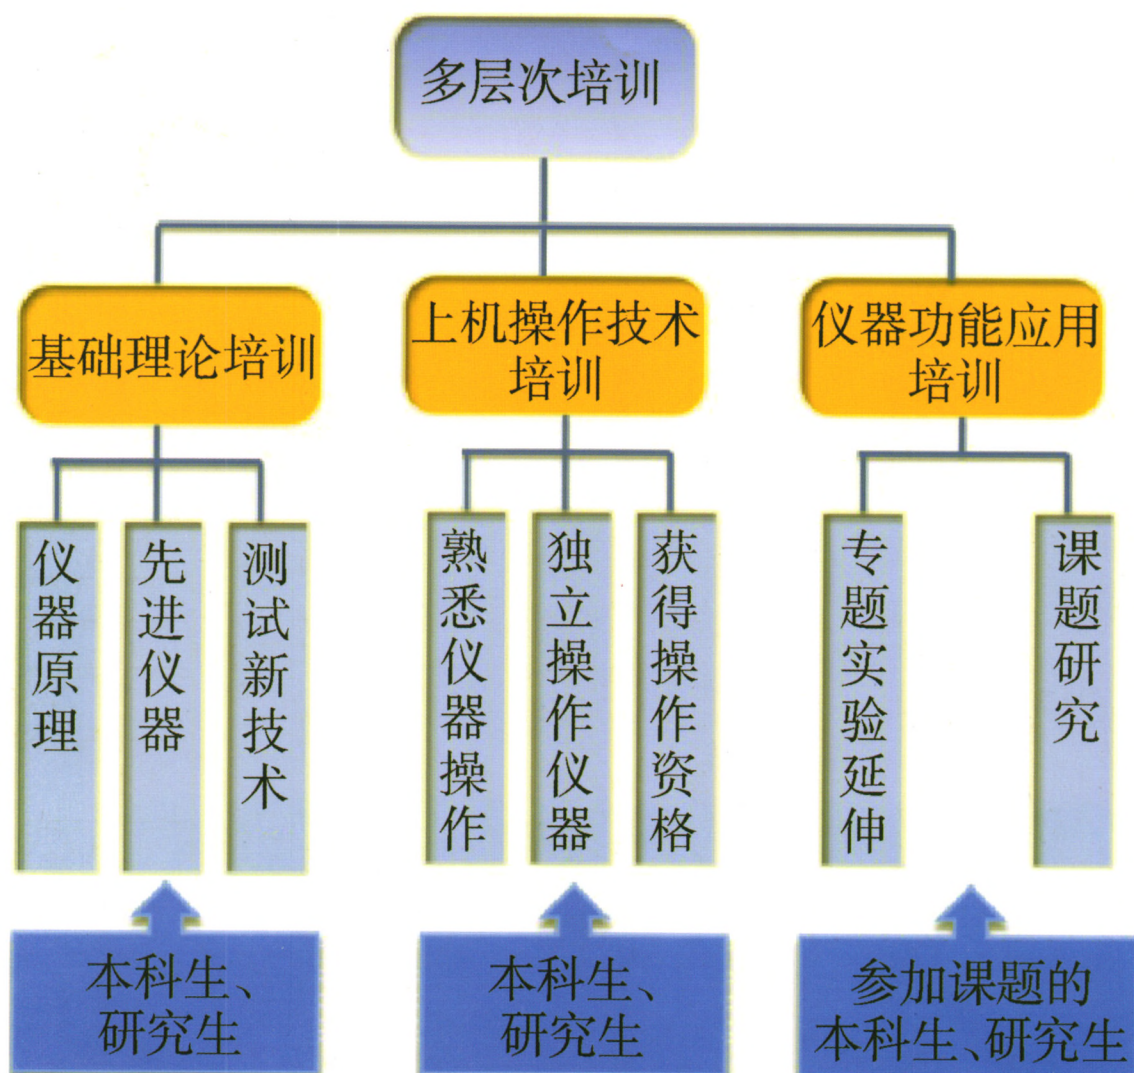 多层次培训
基础理论培训
上机操作技术
培训
仪器功能应用
培训
仪器原理
先进仪器
测试新技术
熟悉仪器操作
独立操作仪器
获得操作资格
专题实验延伸
课题研究
本科生、
研究生
本科生、
研究生
参加课题的
本科生、研究生